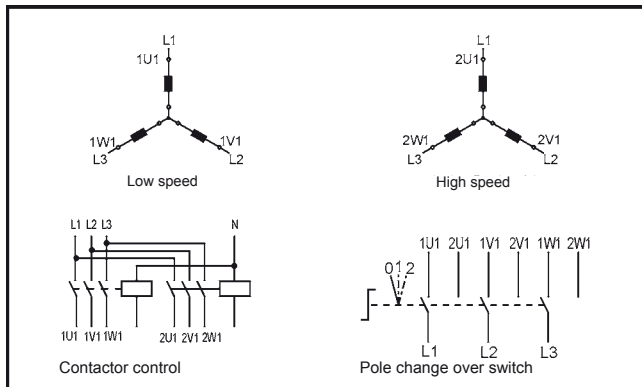 L1 L1
1U1 2U1
1W1 1V1 2W1 2V1
L3 L2 L3 L2
Low speed High speed
L1 L2 L3 N
1U1 2U1 1V1 2V1 1W1 2W1
0 1 2
1U1 1V1 1W1 2U1 2V1 2W1
L1 L2 L3
Contactor control Pole change over switch